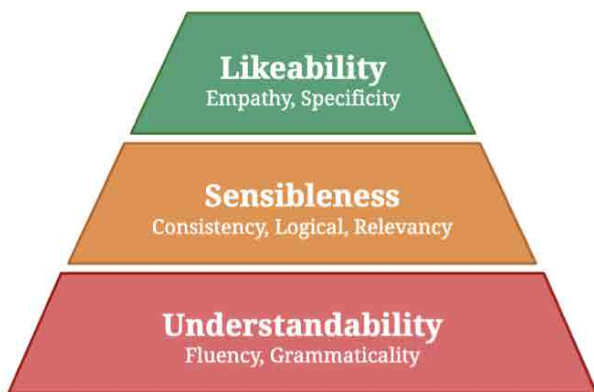 Likeability
Empathy, Specificity
Sensibleness
Consistency, Logical, Relevancy
Understandability
Fluency, Grammaticality